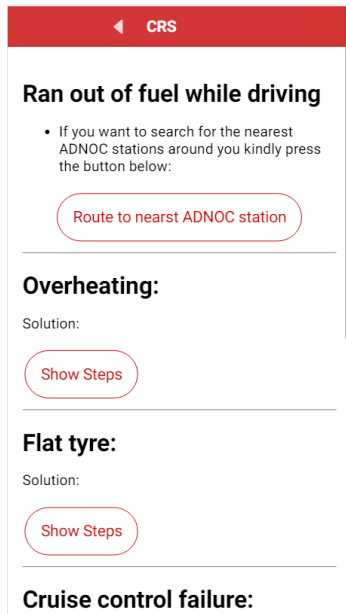 CRS
Ran out of fuel while driving
• If you want to search for the nearest
ADNOC stations around you kindly press
the button below:
Route to nearst ADNOC station
Overheating:
Solution:
Show Steps
Flat tyre:
Solution:
Show Steps
Cruise control failure: